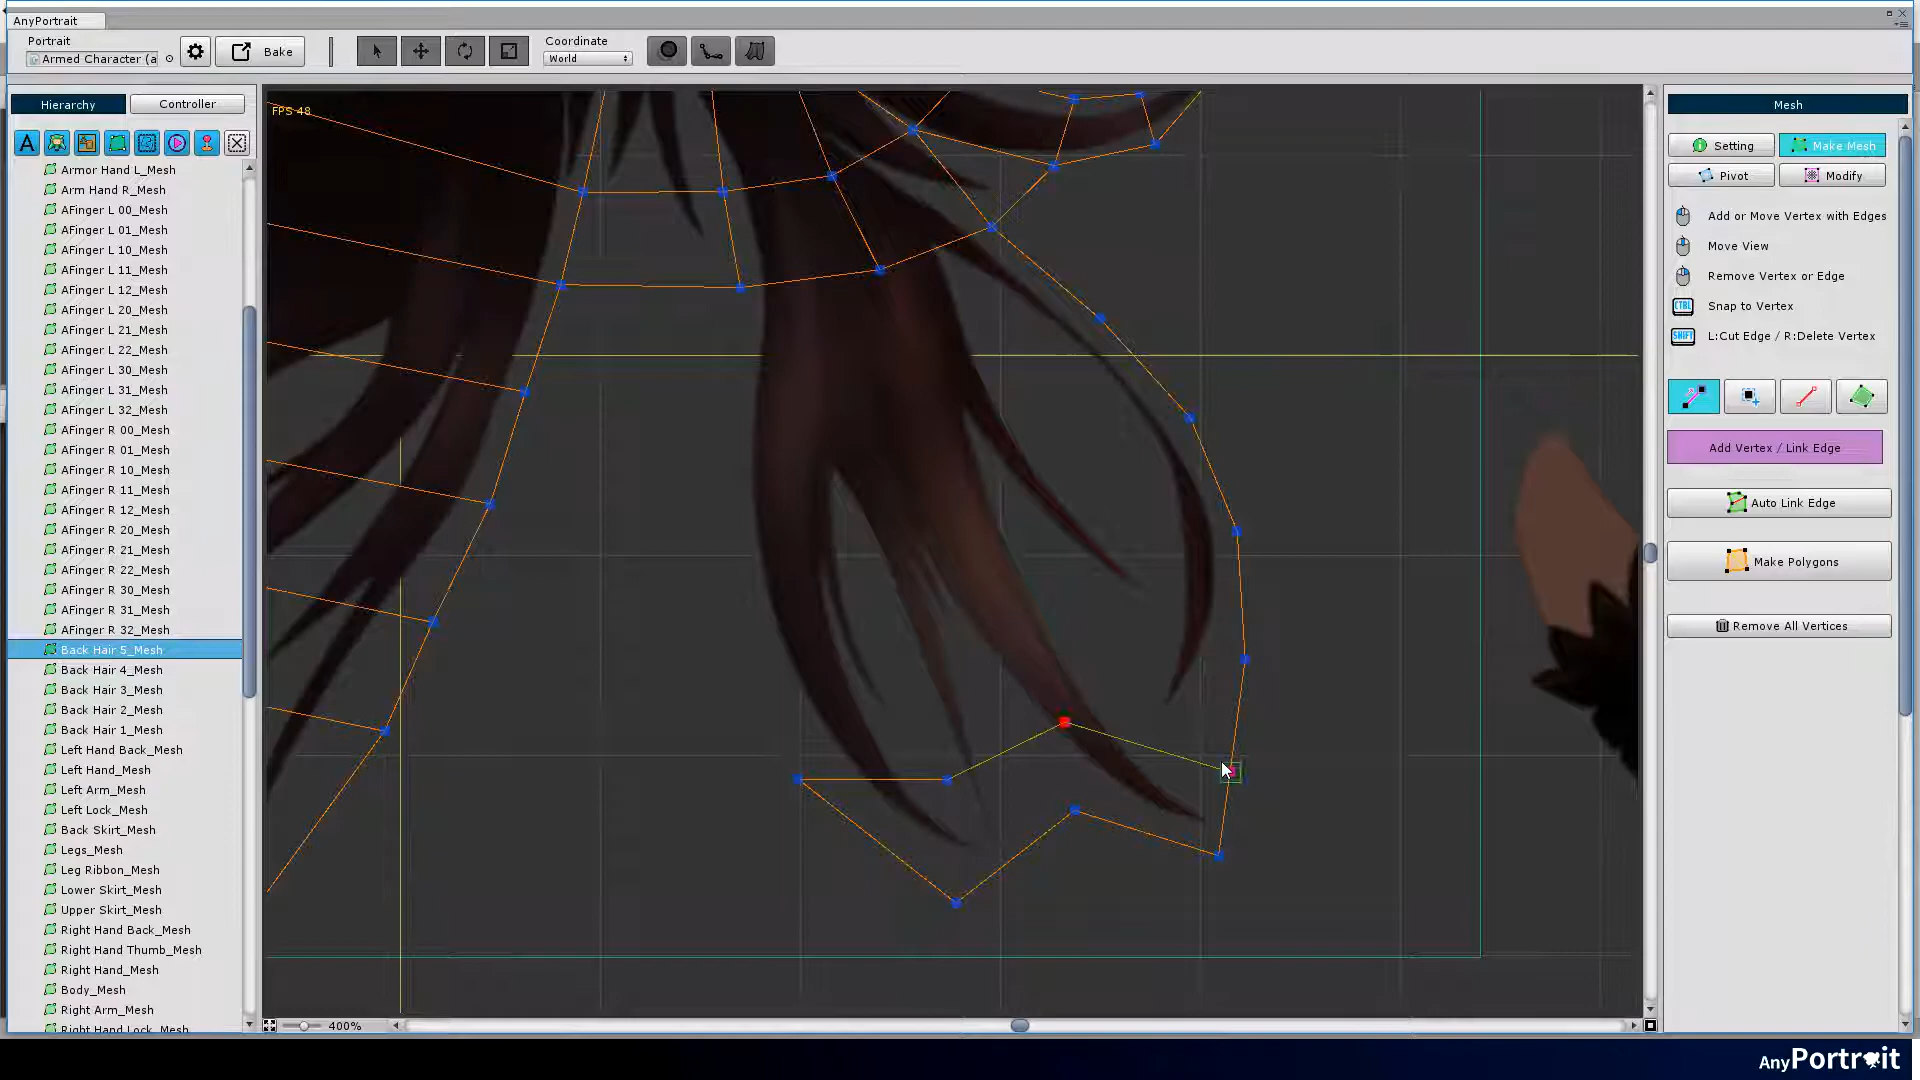 AnyPortrait
Portrait
Armed Character (a
Bake
Coordinate
World
Hierarchy
Controller
FPS 48
A
Armor Hand L_Mesh
Arm Hand R_Mesh
AFinger L 00_Mesh
AFinger L 01_Mesh
AFinger L 10_Mesh
AFinger L 11_Mesh
AFinger L 12_Mesh
AFinger L 20_Mesh
AFinger L 21_Mesh
AFinger L 22_Mesh
AFinger L 30_Mesh
AFinger L 31_Mesh
AFinger L 32_Mesh
AFinger R 00_Mesh
AFinger R 01_Mesh
AFinger R 10_Mesh
AFinger R 11_Mesh
AFinger R 12_Mesh
AFinger R 20_Mesh
AFinger R 21_Mesh
AFinger R 22_Mesh
AFinger R 30_Mesh
AFinger R 31_Mesh
AFinger R 32_Mesh
Back Hair 5_Mesh
Back Hair 4_Mesh
Back Hair 3_Mesh
Back Hair 2_Mesh
Back Hair 1_Mesh
Left Hand Back_Mesh
Left Hand_Mesh
Left Arm_Mesh
Left Lock_Mesh
Back Skirt_Mesh
Legs_Mesh
Leg Ribbon_Mesh
Lower Skirt_Mesh
Upper Skirt_Mesh
Right Hand Back_Mesh
Right Hand Thumb_Mesh
Right Hand_Mesh
Body_Mesh
Right Arm_Mesh
Right Hand Lock_Mesh
400%
Mesh
Setting
Make Mesh
Pivot
Modify
Add or Move Vertex with Edges
Move View
Remove Vertex or Edge
CTRL Snap to Vertex
SHIFT L:Cut Edge / R:Delete Vertex
Add Vertex / Link Edge
Auto Link Edge
Make Polygons
Remove All Vertices
AnyPortrait